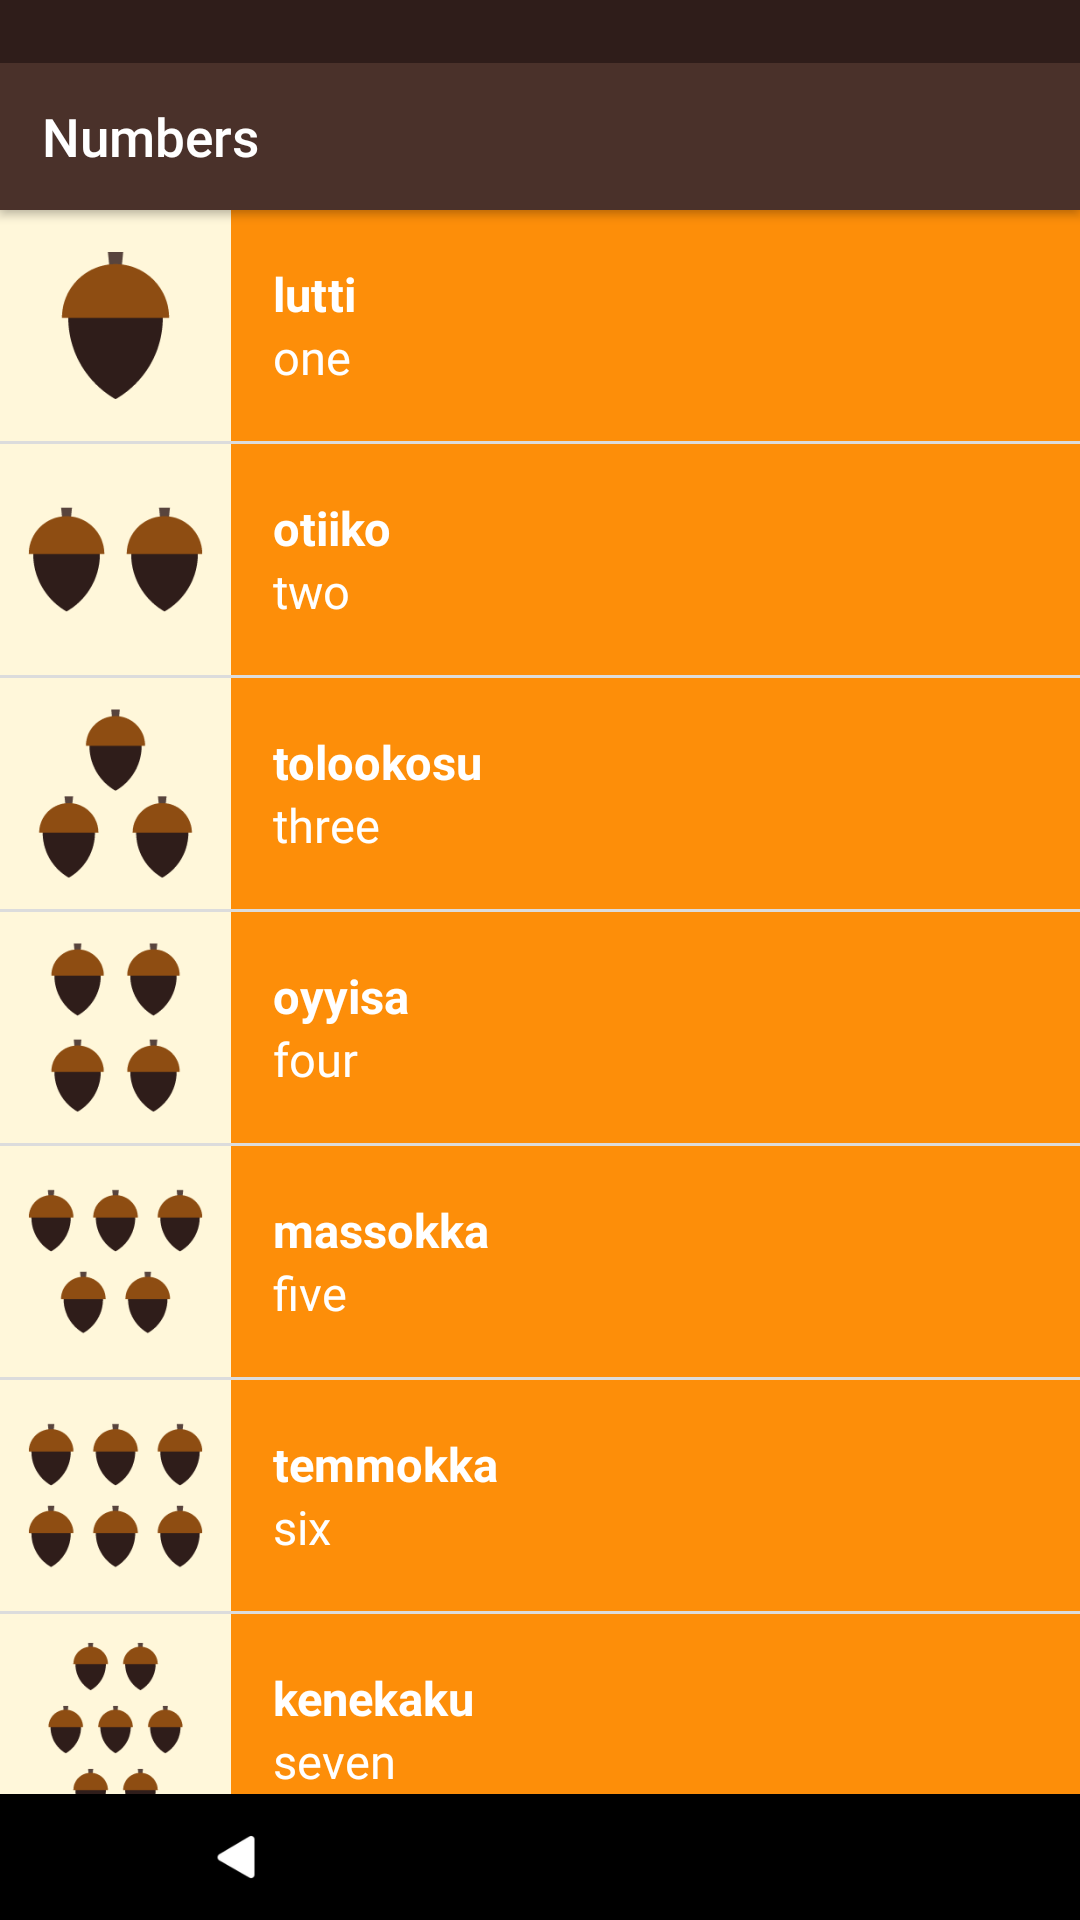 Numbers
lutti
one
otiiko
two
tolookosu
three
oyyisa
four
massokka
five
temmokka
six
kenekaku
seven